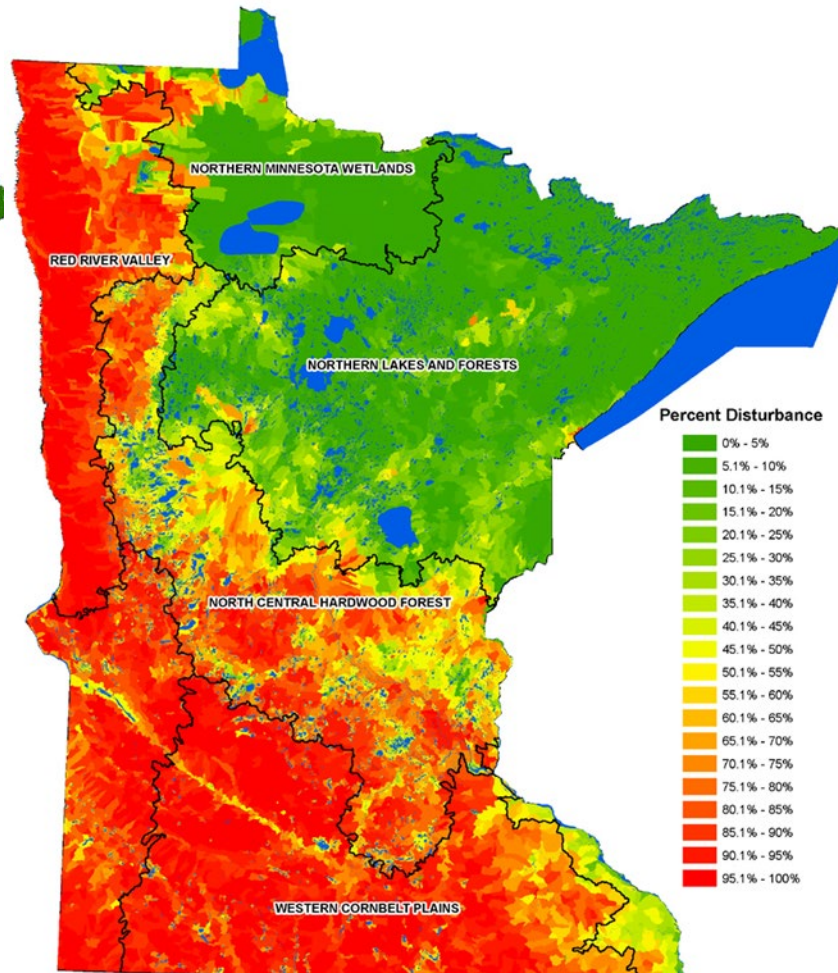 NORTHERN MINNESOTA WETLANDS
RED RIVER VALLEY
NORTHERN LAKES AND FORESTS
NORTH CENTRAL HARDWOOD FOREST
WESTERN CORNBELT PLAINS
Percent Disturbance
0% - 5%
5.1% - 10%
10.1% - 15%
15.1% - 20%
20.1% - 25%
25.1% - 30%
30.1% - 35%
35.1% - 40%
40.1% - 45%
45.1% - 50%
50.1% - 55%
55.1% - 60%
60.1% - 65%
65.1% - 70%
70.1% - 75%
75.1% - 80%
80.1% - 85%
85.1% - 90%
90.1% - 95%
95.1% - 100%